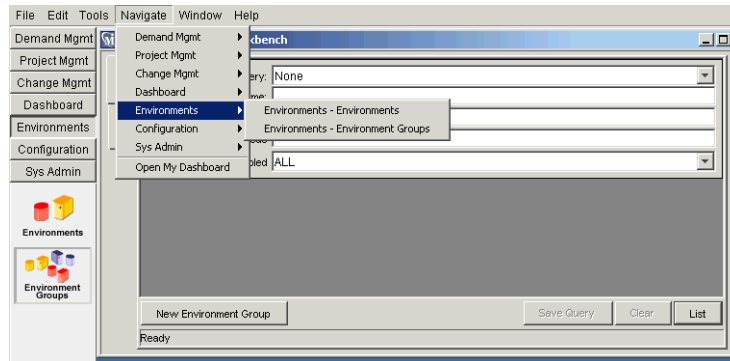 File Edit Tools Navigate Window Help
Demand Mgmt
Project Mgmt
Change Mgmt
Dashboard
Environments
Configuration
Sys Admin
Environments
Environment
Groups
Demand Mgmt
Project Mgmt
Change Mgmt
Dashboard
Environments
Configuration
Sys Admin
Open My Dashboard
Environments - Environments
Environments - Environment Groups
kbench
ery: None
me:
bled ALL
New Environment Group Save Query Clear List
Ready